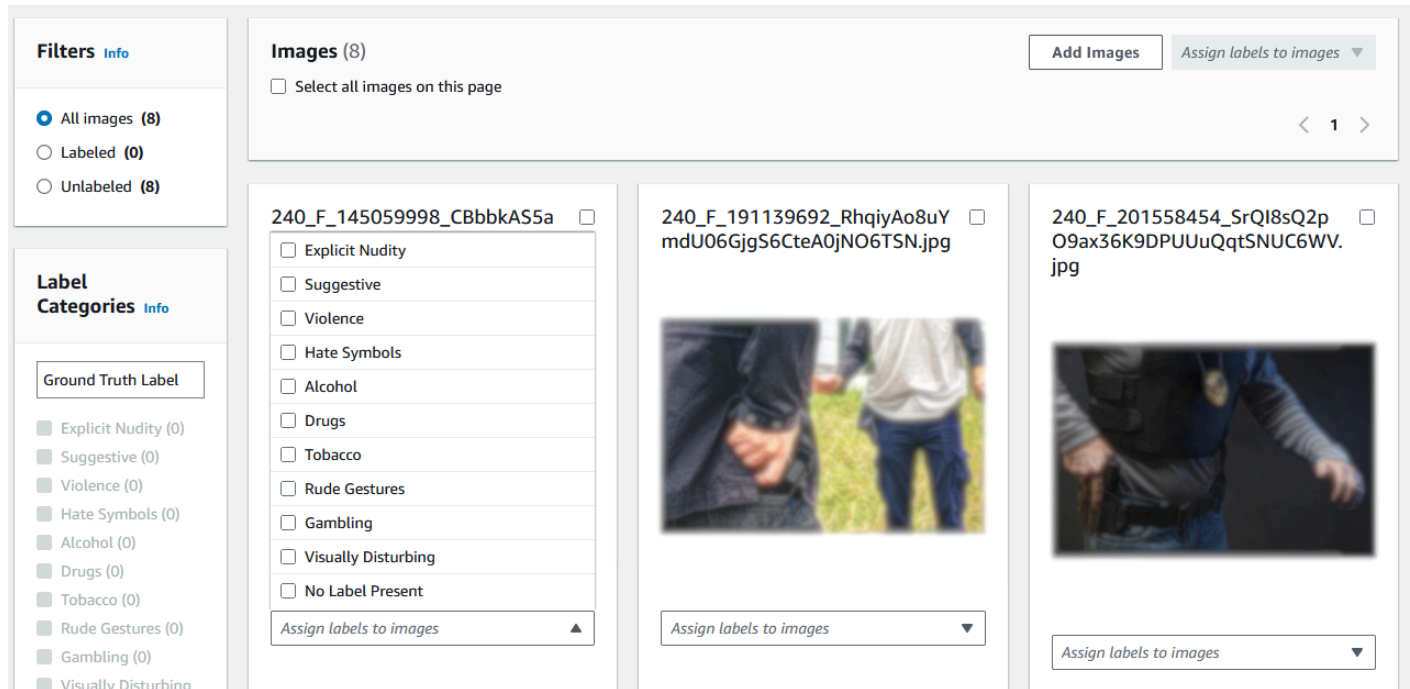 Filters Info
All images (8)
Labeled (0)
Unlabeled (8)
Label
Categories Info
Ground Truth Label
Explicit Nudity (0)
Suggestive (0)
Violence (0)
Hate Symbols (0)
Alcohol (0)
Drugs (0)
Tobacco (0)
Rude Gestures (0)
Gambling (0)
Visually Disturbing
Images (8)
Add Images
Assign labels to images
Select all images on this page
1
240_F_145059998_CBbbkAS5a
Explicit Nudity
Suggestive
Violence
Hate Symbols
Alcohol
Drugs
Tobacco
Rude Gestures
Gambling
Visually Disturbing
No Label Present
Assign labels to images
240_F_191139692_RhqiyAo8uY
mdU06GjgS6CteA0jNO6TSN.jpg
Assign labels to images
240_F_201558454_SrQI8sQ2p
O9ax36K9DPUUuQqtSNUC6WV.
jpg
Assign labels to images